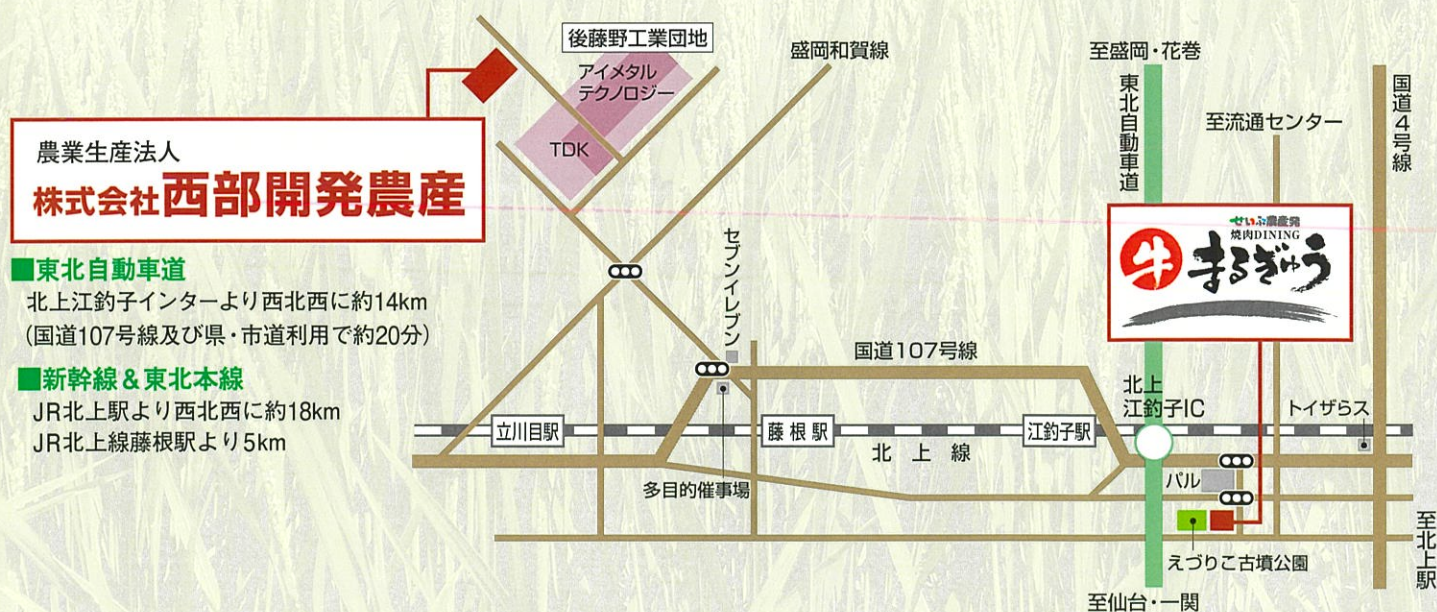 後藤野工業団地
アイメタル
テクノロジー
TDK
盛岡和賀線
至盛岡・花巻
東北自動車道
至流通センター
国道4号線
農業生産法人
株式会社西部開発農産
■東北自動車道
北上江釣子インターより西北西に約14km
(国道107号線及び県・市道利用で約20分)
■新幹線&東北本線
JR北上駅より西北西に約18km
JR北上線藤根駅より5km
せいぶ農産発
焼肉DINING
牛 まるぎゅう
セブンイレブン
国道107号線
北上
江釣子IC
トイザらス
立川目駅
藤根駅
江釣子駅
北上線
多目的催事場
パル
えづりこ古墳公園
至北上駅
至仙台・一関